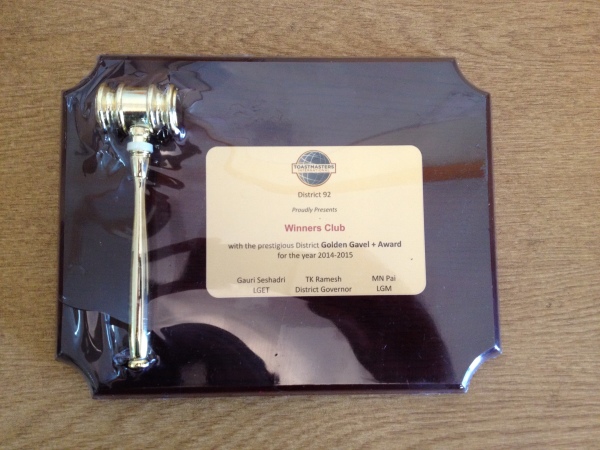 TOASTMASTERS
District 92
Proudly Presents
Winners Club
with the prestigious District Golden Gavel + Award
for the year 2014-2015
Gauri Seshadri TK Ramesh MN Pai
LGET District Governor LGM